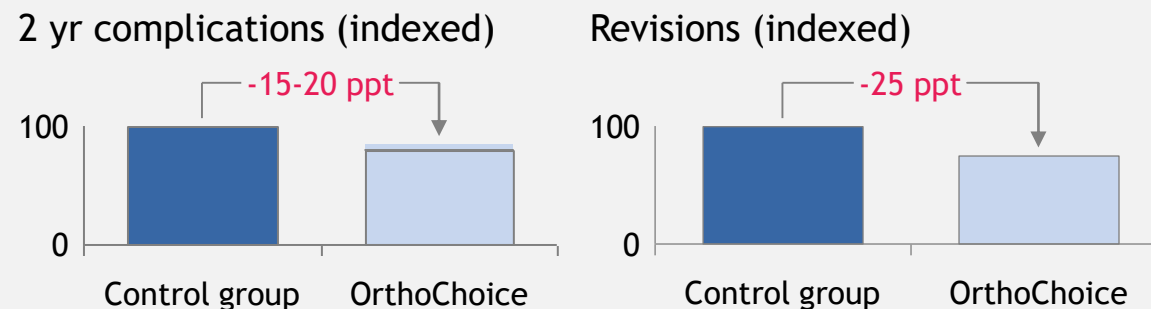 2 yr complications (indexed)
-15-20 ppt
100
0
Control group
OrthoChoice
Revisions (indexed)
-25 ppt
100
0
Control group
OrthoChoice